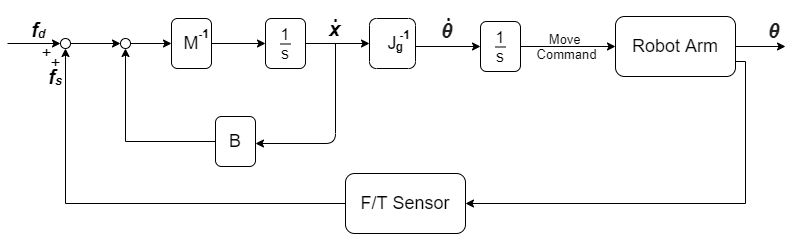 f_d
+
+
f_s
M^-1
1
s
ẋ
J_g^-1
θ̇
1
s
Move
Command
Robot Arm
θ
B
F/T Sensor